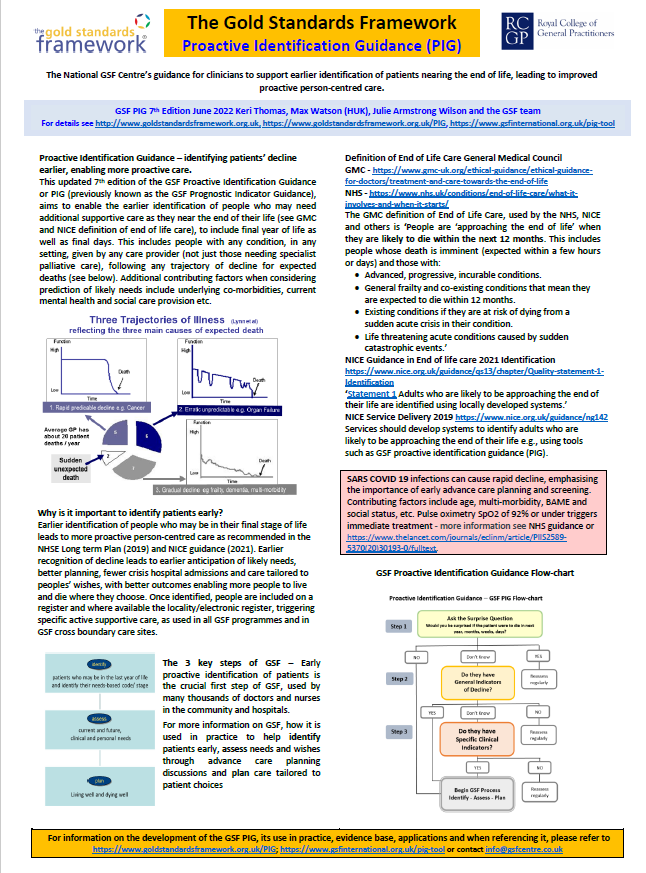 the gold standards
framework
The Gold Standards Framework
Proactive Identification Guidance (PIG)
RC
GP
Royal College of
General Practitioners
The National GSF Centre's guidance for clinicians to support earlier identification of patients nearing the end of life, leading to improved
proactive person-centred care.
GSF PIG 7th Edition June 2022 Keri Thomas, Max Watson (HUK), Julie Armstrong Wilson and the GSF team
For details see http://www.goldstandardsframework.org.uk, https://www.goldstandardsframework.org.uk/PIG, https://www.gsfinternational.org.uk/pig-tool
Proactive Identification Guidance – identifying patients' decline
earlier, enabling more proactive care.
This updated 7th edition of the GSF Proactive Identification Guidance
or PIG (previously known as the GSF Prognostic Indicator Guidance),
aims to enable the earlier identification of people who may need
additional supportive care as they near the end of their life (see GMC
and NICE definition of end of life care), to include final year of life as
well as final days. This includes people with any condition, in any
setting, given by any care provider (not just those needing specialist
palliative care), following any trajectory of decline for expected
deaths (see below). Additional contributing factors when considering
prediction of likely needs include underlying co-morbidities, current
mental health and social care provision etc.
Three Trajectories of Illness (Lynn et al)
reflecting the three main causes of expected death
Function
High
Low
Death
Time
1. Rapid predictable decline e.g. Cancer
Function
High
Low
Death
Time
2. Erratic unpredictable e.g. Organ Failure
Average GP has
about 20 patient
deaths / year
Sudden
unexpected
death
5
6
2
7
Function
High
Low
Death
Time
3. Gradual decline eg frailty, dementia, multi-morbidity
Why is it important to identify patients early?
Earlier identification of people who may be in their final stage of life
leads to more proactive person-centred care as recommended in the
NHSE Long term Plan (2019) and NICE guidance (2021). Earlier
recognition of decline leads to earlier anticipation of likely needs,
better planning, fewer crisis hospital admissions and care tailored to
peoples' wishes, with better outcomes enabling more people to live
and die where they choose. Once identified, people are included on a
register and where available the locality/electronic register, triggering
specific active supportive care, as used in all GSF programmes and in
GSF cross boundary care sites.
identify
patients who may be in the last year of life
and identify their needs-based code/ stage
assess
current and future,
clinical and personal needs
plan
Living well and dying well
The 3 key steps of GSF – Early
proactive identification of patients is
the crucial first step of GSF, used by
many thousands of doctors and nurses
in the community and hospitals.
For more information on GSF, how it is
used in practice to help identify
patients early, assess needs and wishes
through advance care planning
discussions and plan care tailored to
patient choices
Definition of End of Life Care General Medical Council
GMC - https://www.gmc-uk.org/ethical-guidance/ethical-guidance-
for-doctors/treatment-and-care-towards-the-end-of-life
NHS - https://www.nhs.uk/conditions/end-of-life-care/what-it-
involves-and-when-it-starts/
The GMC definition of End of Life Care, used by the NHS, NICE
and others is 'People are 'approaching the end of life' when
they are likely to die within the next 12 months. This includes
people whose death is imminent (expected within a few hours
or days) and those with:
• Advanced, progressive, incurable conditions.
• General frailty and co-existing conditions that mean they
are expected to die within 12 months.
• Existing conditions if they are at risk of dying from a
sudden acute crisis in their condition.
• Life threatening acute conditions caused by sudden
catastrophic events.'
NICE Guidance in End of life care 2021 Identification
https://www.nice.org.uk/guidance/qs13/chapter/Quality-statement-1-
Identification
'Statement 1 Adults who are likely to be approaching the end of
their life are identified using locally developed systems.'
NICE Service Delivery 2019 https://www.nice.org.uk/guidance/ng142
Services should develop systems to identify adults who are
likely to be approaching the end of their life e.g., using tools
such as GSF proactive identification guidance (PIG).
SARS COVID 19 infections can cause rapid decline, emphasising
the importance of early advance care planning and screening.
Contributing factors include age, multi-morbidity, BAME and
social status, etc. Pulse oximetry SpO2 of 92% or under triggers
immediate treatment - more information see NHS guidance or
https://www.thelancet.com/journals/eclinm/article/PIIS2589-
5370(20)30193-0/fulltext.
GSF Proactive Identification Guidance Flow-chart
Proactive Identification Guidance – GSF PIG Flow-chart
Step 1
Ask the Surprise Question
Would you be surprised if the patient were to die in next
year, months, weeks, days?
NO
Don't Know
YES
Step 2
Do they have
General Indicators
of Decline?
Reassess
regularly
YES
Don't Know
NO
Step 3
Do they have
Specific Clinical
Indicators?
Reassess
regularly
YES
NO
Begin GSF Process
Identify - Assess - Plan
Reassess
regularly
For information on the development of the GSF PIG, its use in practice, evidence base, applications and when referencing it, please refer to
https://www.goldstandardsframework.org.uk/PIG; https://www.gsfinternational.org.uk/pig-tool or contact info@gsfcentre.co.uk